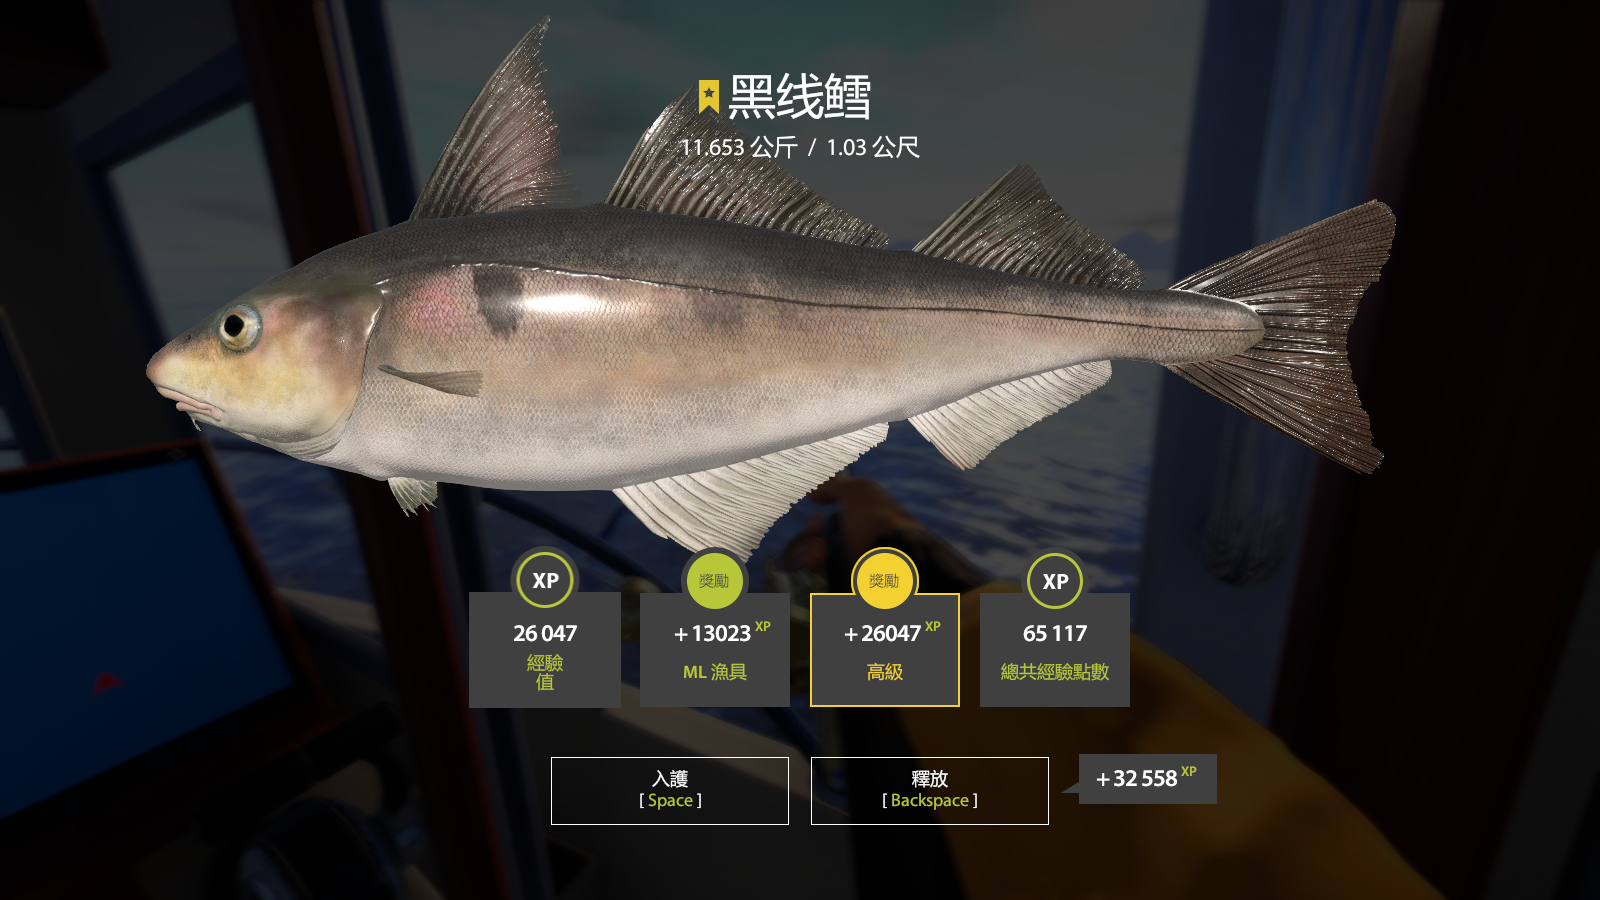 黑线鳕
11.653 公斤 / 1.03 公尺
XP
獎勵
獎勵
XP
26 047
+13023 XP
+26047 XP
65 117
經驗
值
ML 漁具
高級
總共經驗點數
入護
[ Space ]
釋放
[ Backspace ]
+32 558 XP